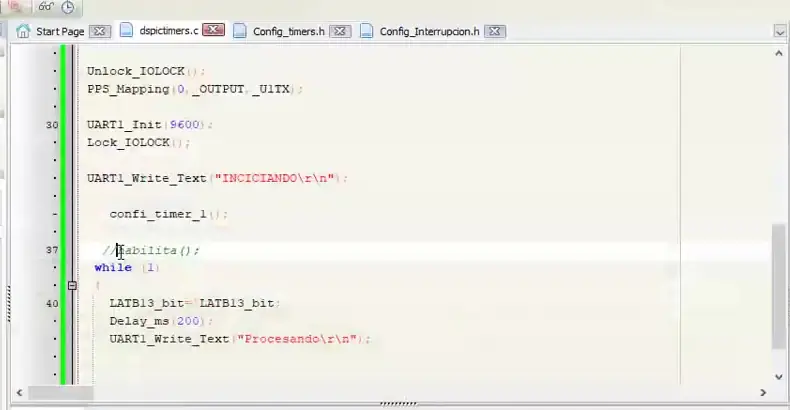 Start Page dspictimers.c Config_timers.h Config_Interrupcion.h
Unlock_IOLOCK();
PPS_Mapping(0,_OUTPUT,_U1TX);
30 UART1_Init(9600);
Lock_IOLOCK();
UART1_Write_Text("INCICIANDO\r\n");
confi_timer_1();
37 //habilita();
while (1)
{
40 LATB13_bit=~LATB13_bit;
Delay_ms(200);
UART1_Write_Text("Procesando\r\n");